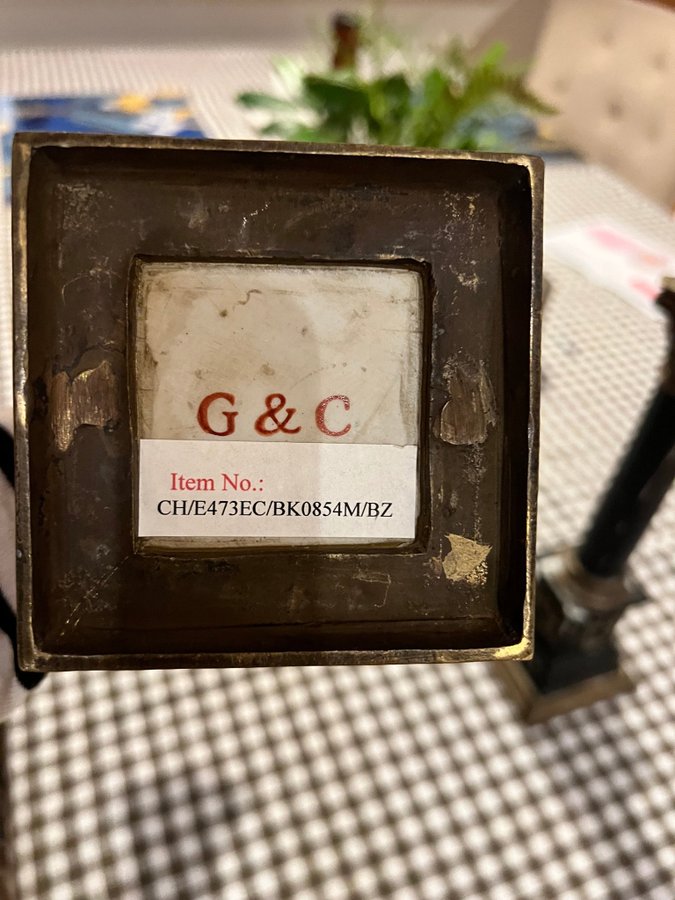 G & C
Item No.:
CH/E473EC/BK0854M/BZ